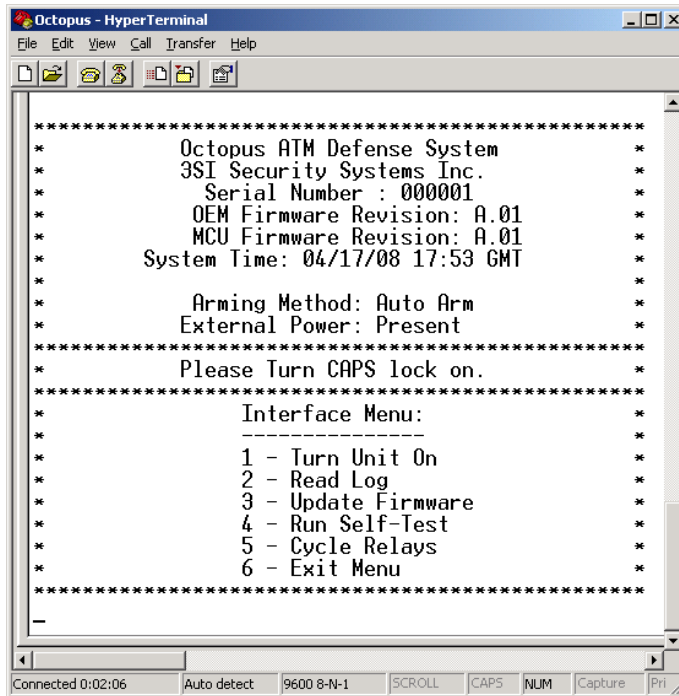 Octopus - HyperTerminal
File Edit View Call Transfer Help
**************************************************
* Octopus ATM Defense System *
* 3SI Security Systems Inc. *
* Serial Number : 000001 *
* OEM Firmware Revision: A.01 *
* MCU Firmware Revision: A.01 *
* System Time: 04/17/08 17:53 GMT *
* *
* Arming Method: Auto Arm *
* External Power: Present *
**************************************************
* Please Turn CAPS lock on. *
**************************************************
* Interface Menu: *
* --------------- *
* 1 - Turn Unit On *
* 2 - Read Log *
* 3 - Update Firmware *
* 4 - Run Self-Test *
* 5 - Cycle Relays *
* 6 - Exit Menu *
**************************************************
_
Connected 0:02:06 Auto detect 9600 8-N-1 SCROLL CAPS NUM Capture Pri